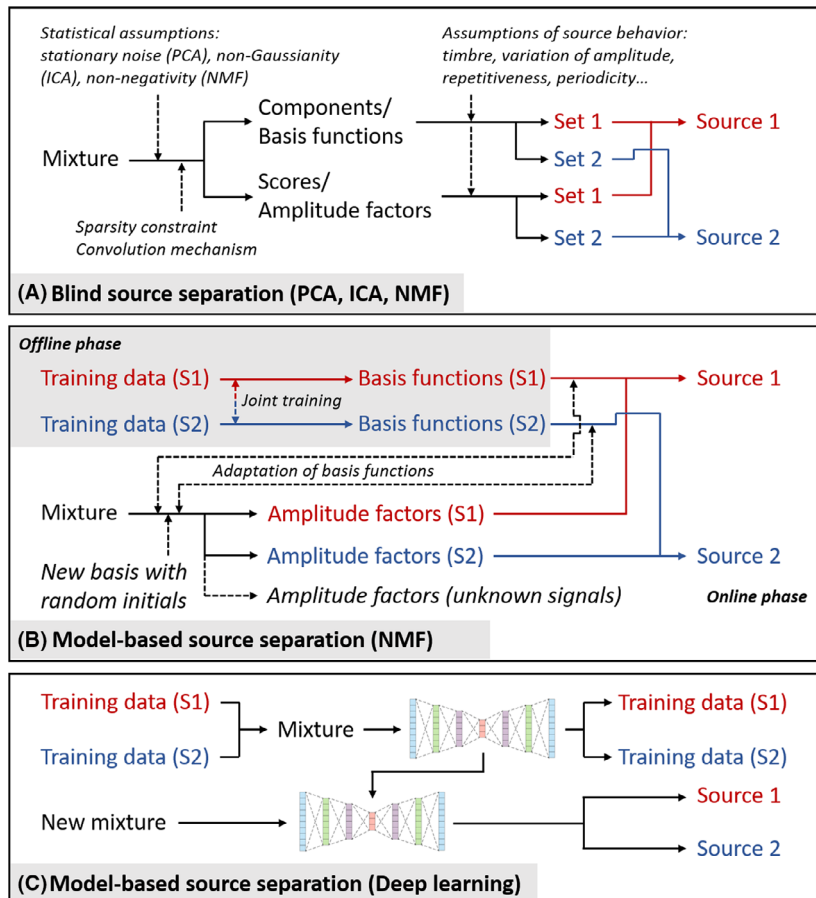 Statistical assumptions:
stationary noise (PCA), non-Gaussianity
(ICA), non-negativity (NMF)
Assumptions of source behavior:
timbre, variation of amplitude,
repetitiveness, periodicity...
Components/
Basis functions
Set 1
Source 1
Mixture
Set 2
Scores/
Amplitude factors
Set 1
Sparsity constraint
Convolution mechanism
Set 2
Source 2
(A) Blind source separation (PCA, ICA, NMF)
Offline phase
Training data (S1)
Basis functions (S1)
Source 1
Joint training
Training data (S2)
Basis functions (S2)
Adaptation of basis functions
Mixture
Amplitude factors (S1)
Amplitude factors (S2)
Source 2
New basis with
random initials
Amplitude factors (unknown signals)
Online phase
(B) Model-based source separation (NMF)
Training data (S1)
Training data (S1)
Mixture
Training data (S2)
Training data (S2)
Source 1
New mixture
Source 2
(C) Model-based source separation (Deep learning)